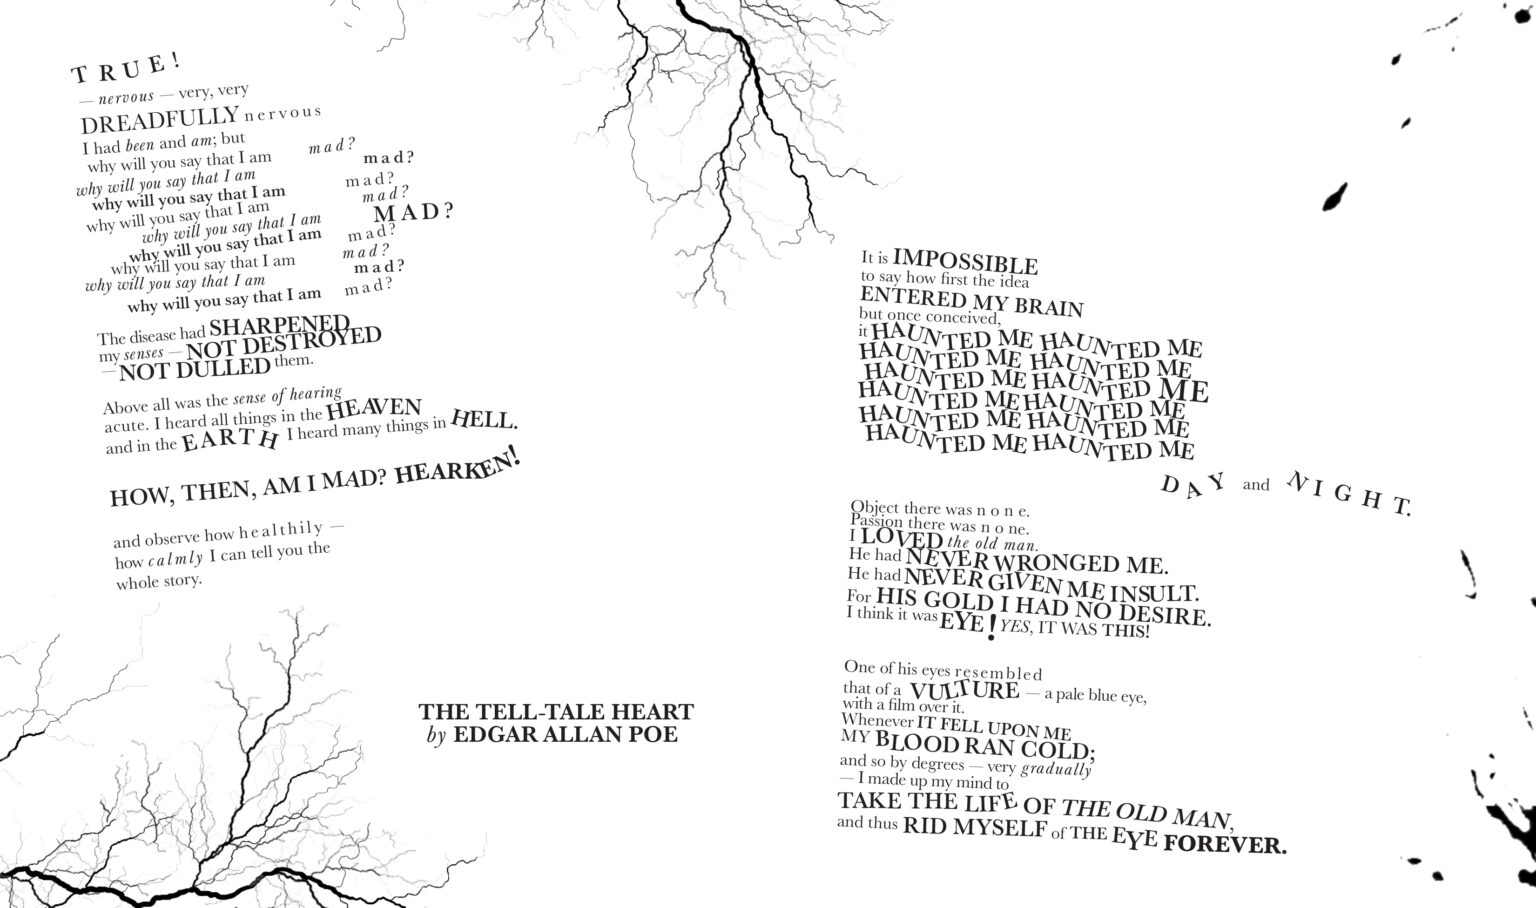 TRUE!
— nervous — very, very
DREADFULLY nervous
I had been and am; but
why will you say that I am mad?
mad?
why will you say that I am mad?
why will you say that I am mad?
why will you say that I am MAD?
why will you say that I am mad?
why will you say that I am mad?
why will you say that I am mad?
why will you say that I am mad?
why will you say that I am
The disease had SHARPENED
my senses — NOT DESTROYED
— NOT DULLED them.
Above all was the sense of hearing
acute. I heard all things in the HEAVEN
and in the EARTH I heard many things in HELL.
HOW, THEN, AM I MAD? HEARKEN!
and observe how healthily —
how calmly I can tell you the
whole story.
THE TELL-TALE HEART
by EDGAR ALLAN POE
It is IMPOSSIBLE
to say how first the idea
ENTERED MY BRAIN
but once conceived,
it HAUNTED ME HAUNTED ME
HAUNTED ME HAUNTED ME
HAUNTED ME HAUNTED ME
HAUNTED ME HAUNTED ME
HAUNTED ME HAUNTED ME
HAUNTED ME HAUNTED ME
DAY and NIGHT.
Object there was none.
Passion there was none.
I LOVED the old man.
He had NEVER WRONGED ME.
He had NEVER GIVEN ME INSULT.
For HIS GOLD I HAD NO DESIRE.
I think it was EYE! YES, IT WAS THIS!
One of his eyes resembled
that of a VULTURE — a pale blue eye,
with a film over it.
Whenever IT FELL UPON ME
MY BLOOD RAN COLD;
and so by degrees — very gradually
— I made up my mind to
TAKE THE LIFE OF THE OLD MAN,
and thus RID MYSELF of THE EYE FOREVER.